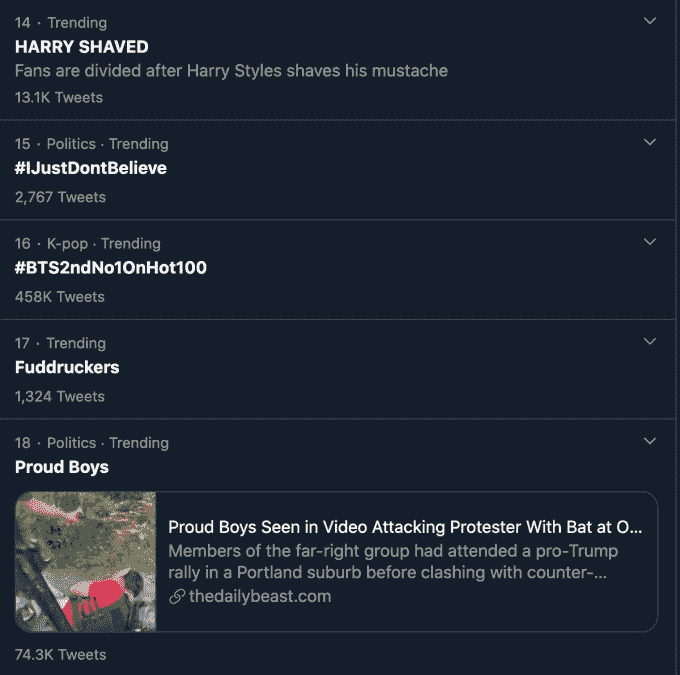 14 · Trending
HARRY SHAVED
Fans are divided after Harry Styles shaves his mustache
13.1K Tweets
15 · Politics · Trending
#IJustDontBelieve
2,767 Tweets
16 · K-pop · Trending
#BTS2ndNo1OnHot100
458K Tweets
17 · Trending
Fuddruckers
1,324 Tweets
18 · Politics · Trending
Proud Boys
Proud Boys Seen in Video Attacking Protester With Bat at O...
Members of the far-right group had attended a pro-Trump
rally in a Portland suburb before clashing with counter-...
thedailybeast.com
74.3K Tweets